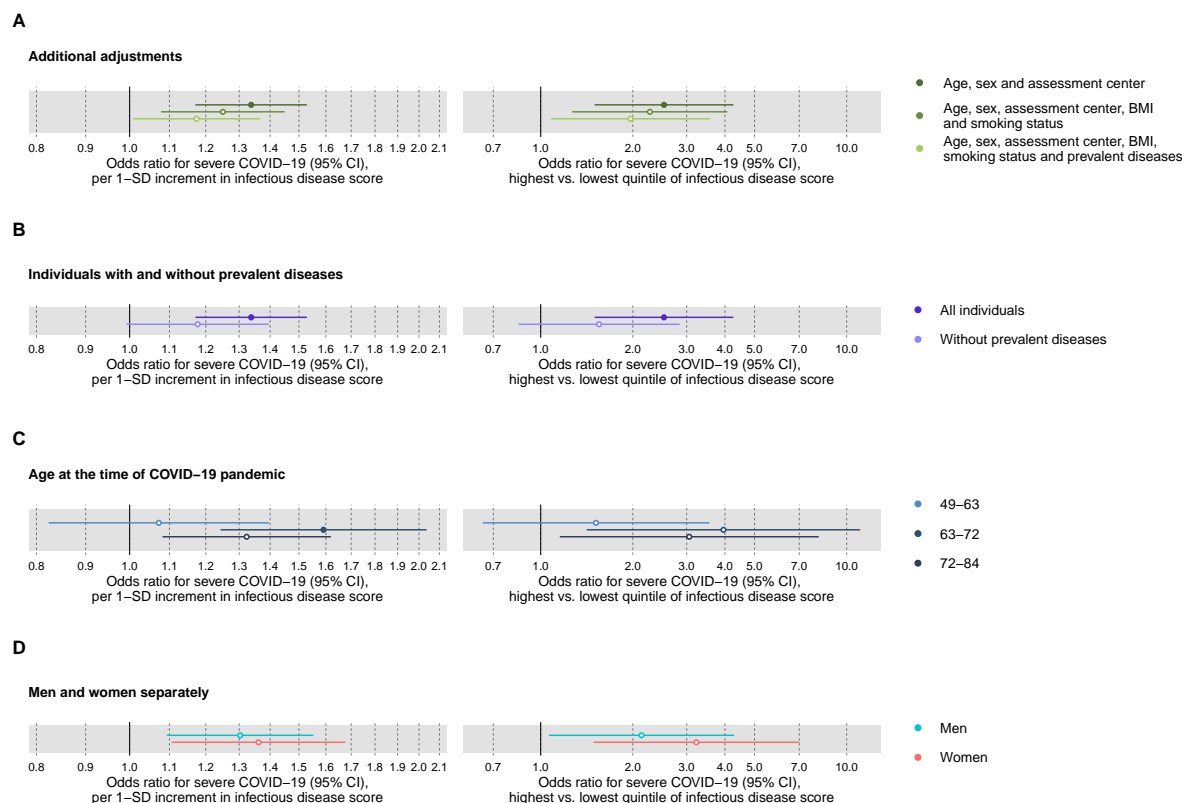 A
Additional adjustments
0.8 0.9 1.0 1.1 1.2 1.3 1.4 1.5 1.6 1.7 1.8 1.9 2.0 2.1
Odds ratio for severe COVID−19 (95% CI),
per 1−SD increment in infectious disease score
0.7 1.0 2.0 3.0 4.0 5.0 7.0 10.0
Odds ratio for severe COVID−19 (95% CI),
highest vs. lowest quintile of infectious disease score
Age, sex and assessment center
Age, sex, assessment center, BMI
and smoking status
Age, sex, assessment center, BMI,
smoking status and prevalent diseases
B
Individuals with and without prevalent diseases
0.8 0.9 1.0 1.1 1.2 1.3 1.4 1.5 1.6 1.7 1.8 1.9 2.0 2.1
Odds ratio for severe COVID−19 (95% CI),
per 1−SD increment in infectious disease score
0.7 1.0 2.0 3.0 4.0 5.0 7.0 10.0
Odds ratio for severe COVID−19 (95% CI),
highest vs. lowest quintile of infectious disease score
All individuals
Without prevalent diseases
C
Age at the time of COVID−19 pandemic
0.8 0.9 1.0 1.1 1.2 1.3 1.4 1.5 1.6 1.7 1.8 1.9 2.0 2.1
Odds ratio for severe COVID−19 (95% CI),
per 1−SD increment in infectious disease score
0.7 1.0 2.0 3.0 4.0 5.0 7.0 10.0
Odds ratio for severe COVID−19 (95% CI),
highest vs. lowest quintile of infectious disease score
49−63
63−72
72−84
D
Men and women separately
0.8 0.9 1.0 1.1 1.2 1.3 1.4 1.5 1.6 1.7 1.8 1.9 2.0 2.1
Odds ratio for severe COVID−19 (95% CI),
per 1−SD increment in infectious disease score
0.7 1.0 2.0 3.0 4.0 5.0 7.0 10.0
Odds ratio for severe COVID−19 (95% CI),
highest vs. lowest quintile of infectious disease score
Men
Women